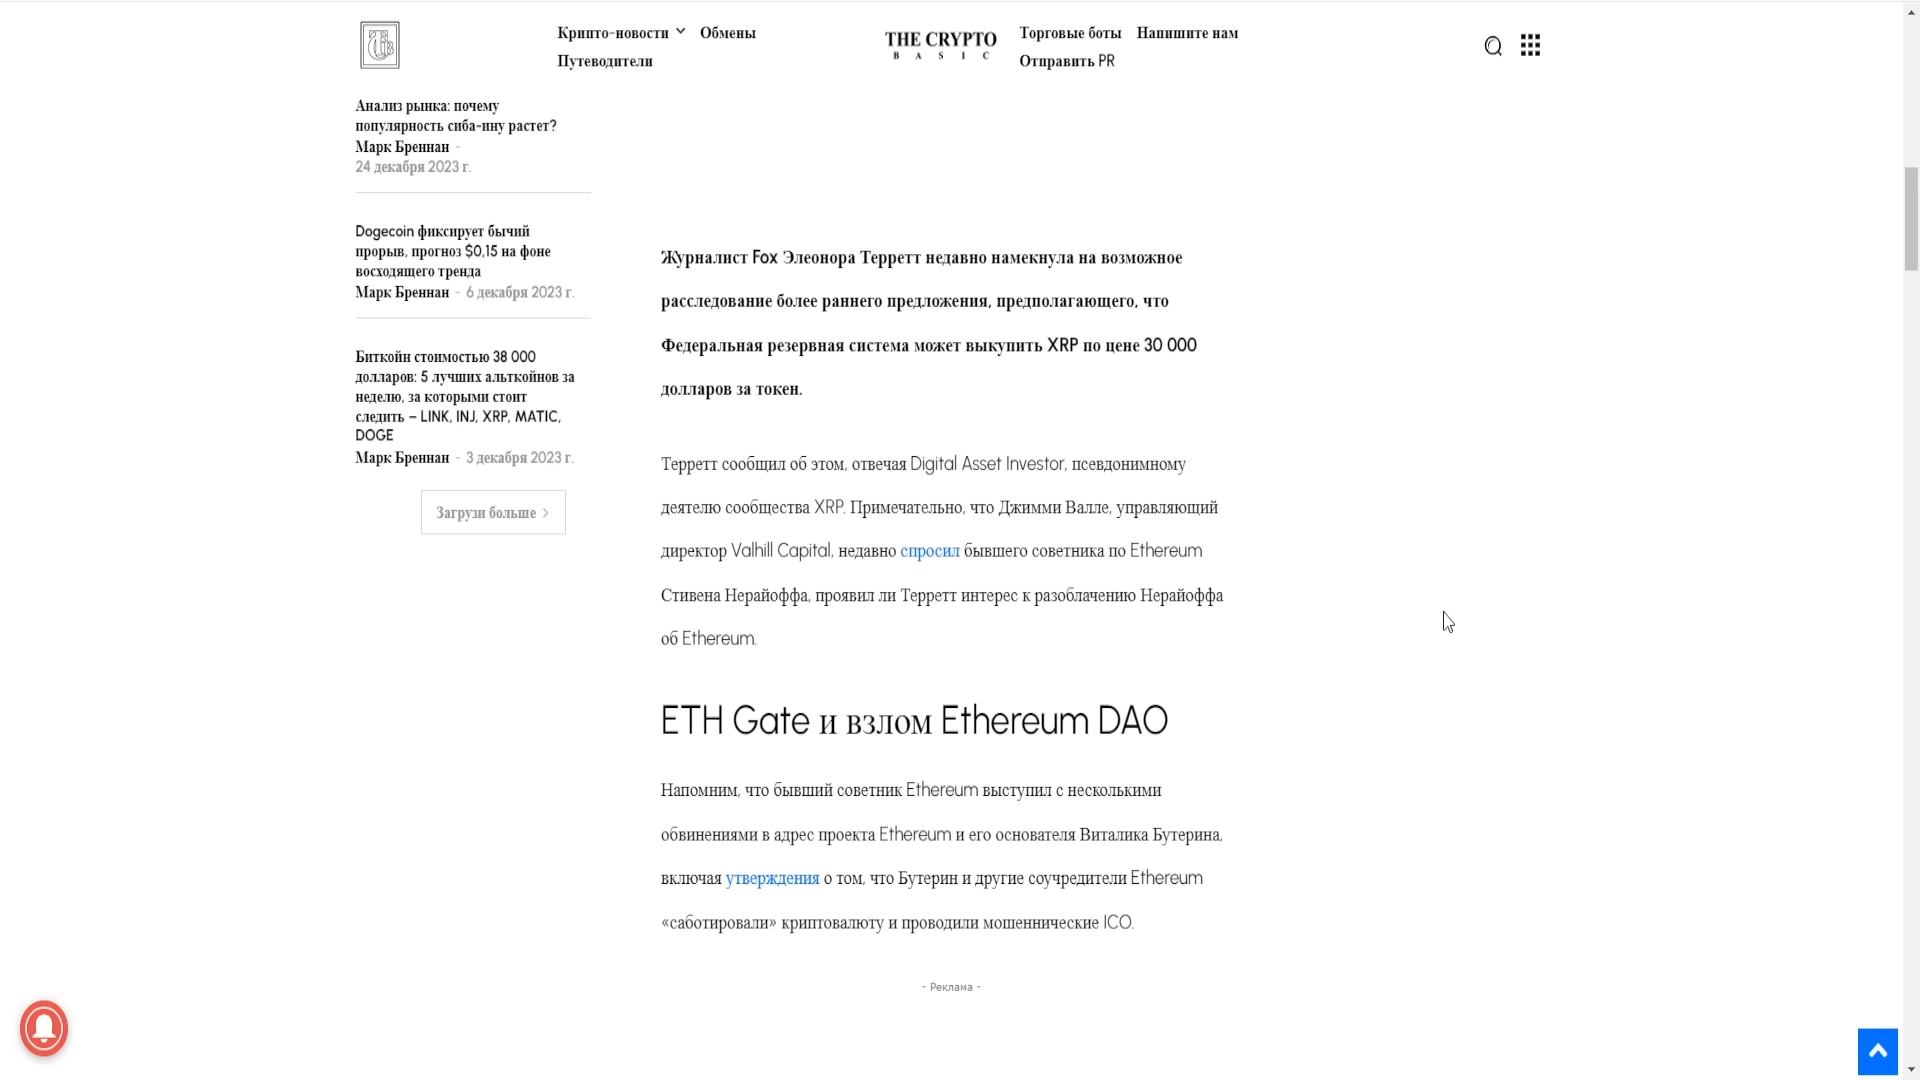 Крипто-новости
Обмены
Путеводители
THE CRYPTO
BASIC
Торговые боты
Напишите нам
Отправить PR
Анализ рынка: почему
популярность сиба-ину растет?
Марк Бреннан -
24 декабря 2023 г.
Dogecoin фиксирует бычий
прорыв, прогноз $0,15 на фоне
восходящего тренда
Марк Бреннан - 6 декабря 2023 г.
Биткойн стоимостью 38 000
долларов: 5 лучших альткойнов за
неделю, за которыми стоит
следить – LINK, INJ, XRP, MATIC,
DOGE
Марк Бреннан - 3 декабря 2023 г.
Загрузи больше
Журналист Fox Элеонора Терретт недавно намекнула на возможное
расследование более раннего предложения, предполагающего, что
Федеральная резервная система может выкупить XRP по цене 30 000
долларов за токен.
Терретт сообщил об этом, отвечая Digital Asset Investor, псевдонимному
деятелю сообщества XRP. Примечательно, что Джимми Валле, управляющий
директор Valhill Capital, недавно спросил бывшего советника по Ethereum
Стивена Нерайоффа, проявил ли Терретт интерес к разоблачению Нерайоффа
об Ethereum.
ETH Gate и взлом Ethereum DAO
Напомним, что бывший советник Ethereum выступил с несколькими
обвинениями в адрес проекта Ethereum и его основателя Виталика Бутерина,
включая утверждения о том, что Бутерин и другие соучредители Ethereum
«саботировали» криптовалюту и проводили мошеннические ICO.
- Реклама -